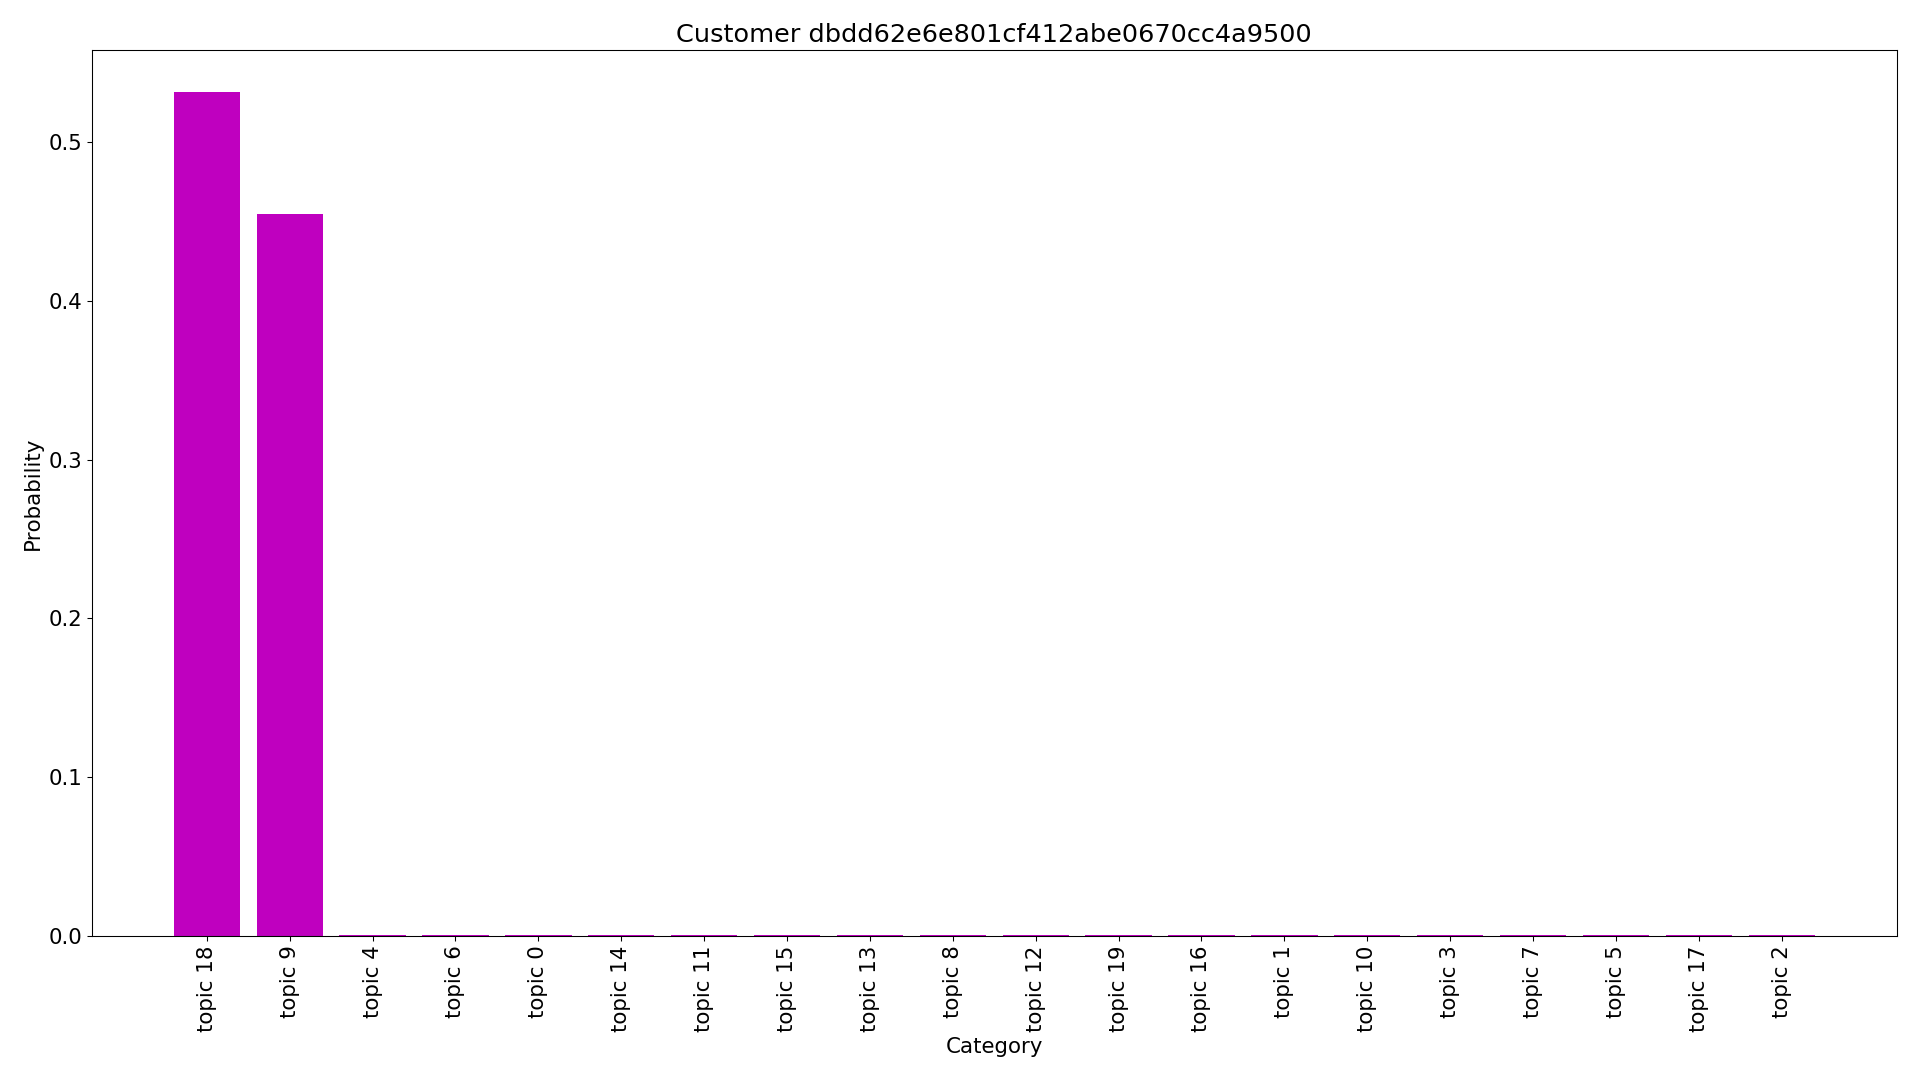 Customer dbdd62e6e801cf412abe0670cc4a9500
Probability
0.5
0.4
0.3
0.2
0.1
0.0
topic 18
topic 9
topic 4
topic 6
topic 0
topic 14
topic 11
topic 15
topic 13
topic 8
topic 12
topic 19
topic 16
topic 1
topic 10
topic 3
topic 7
topic 5
topic 17
topic 2
Category